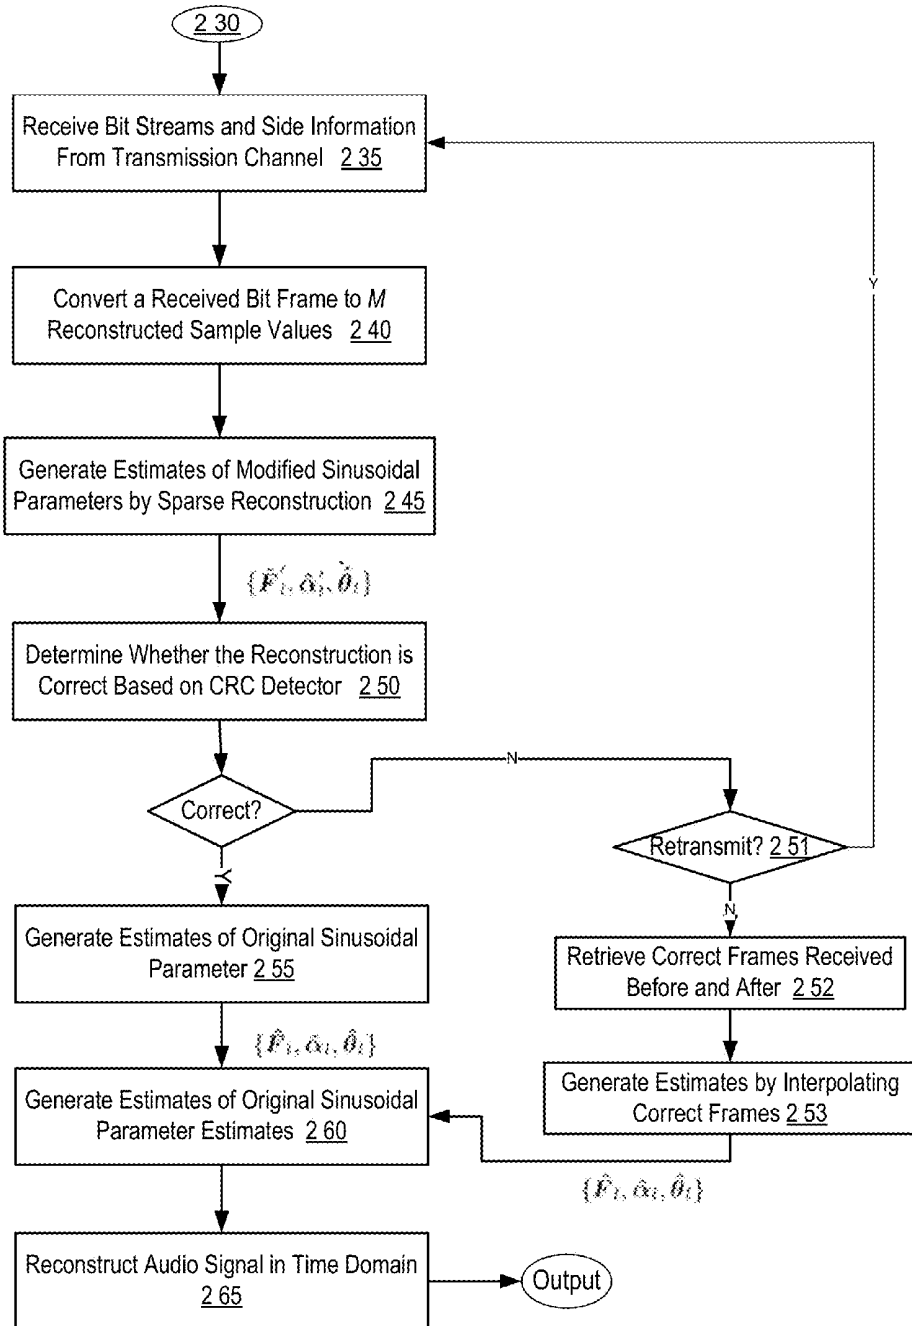 2 30
Receive Bit Streams and Side Information
From Transmission Channel 2 35
Y
Convert a Received Bit Frame to M
Reconstructed Sample Values 2 40
Generate Estimates of Modified Sinusoidal
Parameters by Sparse Reconstruction 2 45
Determine Whether the Reconstruction is
Correct Based on CRC Detector 2 50
N
Correct?
Retransmit? 2 51
Y
N
Generate Estimates of Original Sinusoidal
Parameter 2 55
Retrieve Correct Frames Received
Before and After 2 52
{F̂l, α̂l, θ̂l}
Generate Estimates by Interpolating
Correct Frames 2 53
Generate Estimates of Original Sinusoidal
Parameter Estimates 2 60
{F̂l, α̂l, θ̂l}
Reconstruct Audio Signal in Time Domain
2 65
Output